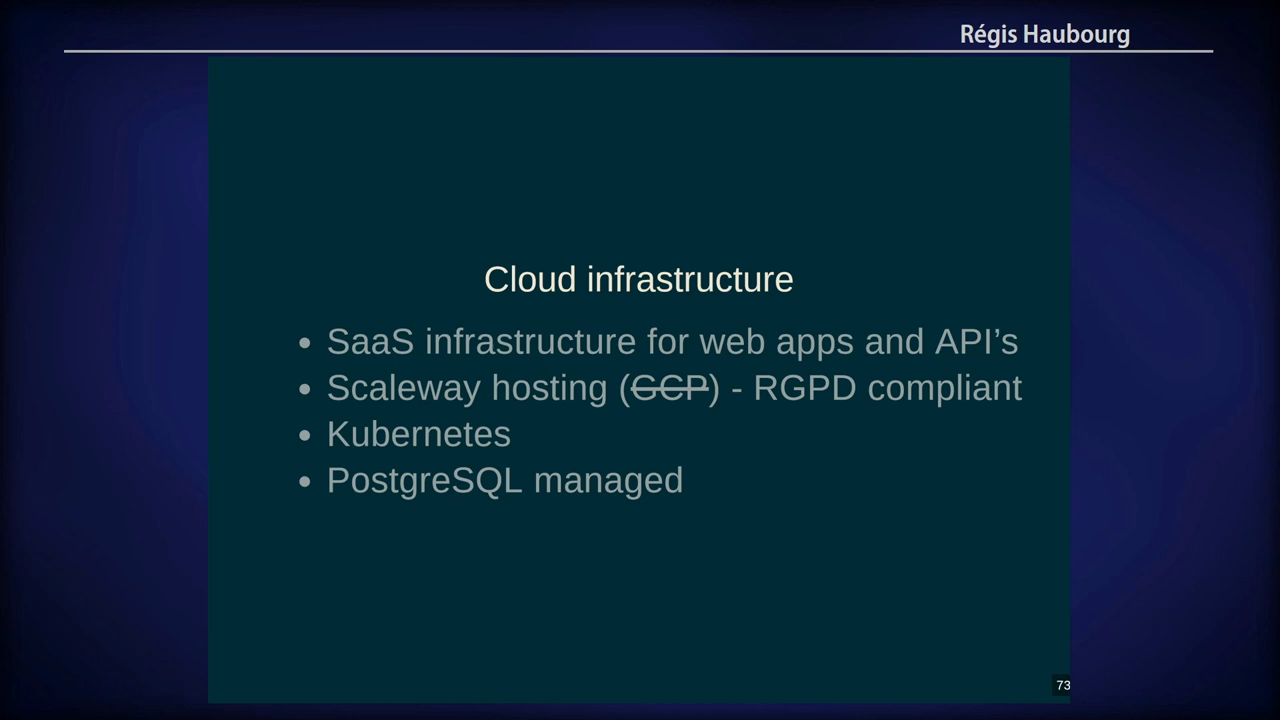 Régis Haubourg
Cloud infrastructure
• SaaS infrastructure for web apps and API’s
• Scaleway hosting (GCP) - RGPD compliant
• Kubernetes
• PostgreSQL managed
73